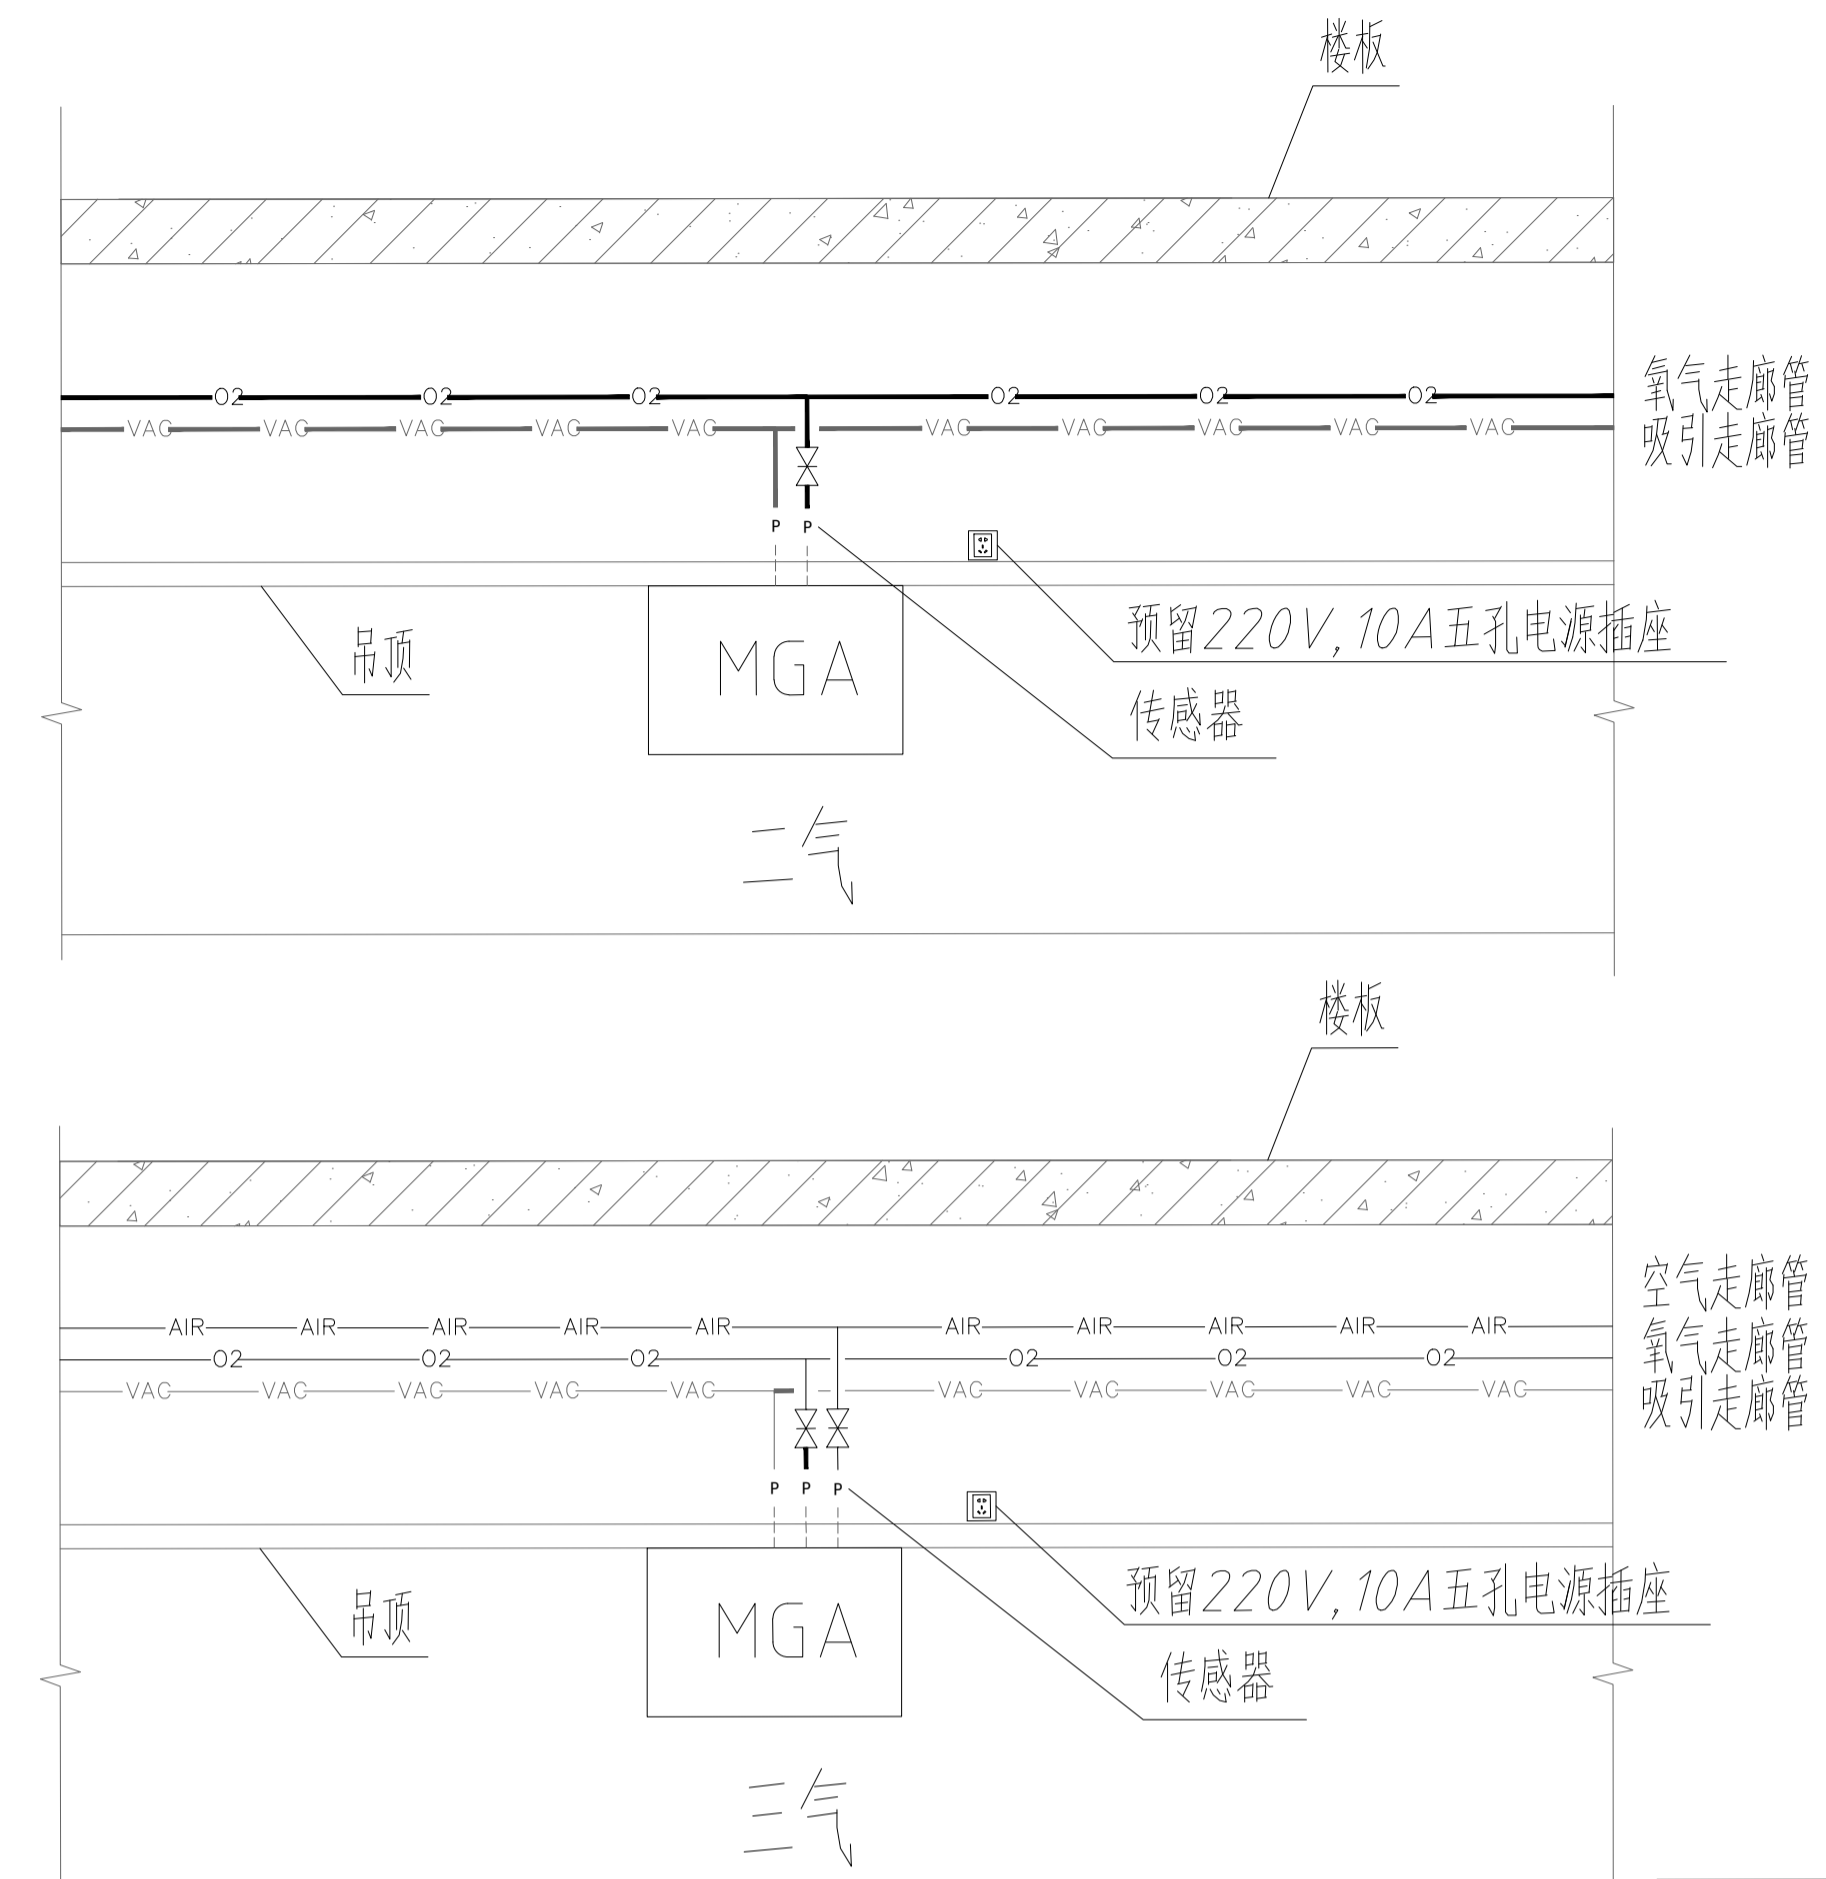 楼板
O2 O2 O2 O2 O2 O2
氧气走廊管
VAC VAC VAC VAC VAC VAC VAC VAC VAC VAC
吸引走廊管
P P
预留220V,10A五孔电源插座
吊顶
MGA
传感器
二气
楼板
空气走廊管
AIR AIR AIR AIR AIR AIR AIR AIR AIR AIR
氧气走廊管
O2 O2 O2 O2 O2 O2
吸引走廊管
VAC VAC VAC VAC VAC VAC VAC VAC VAC VAC
P P P
预留220V,10A五孔电源插座
吊顶
MGA
传感器
三气